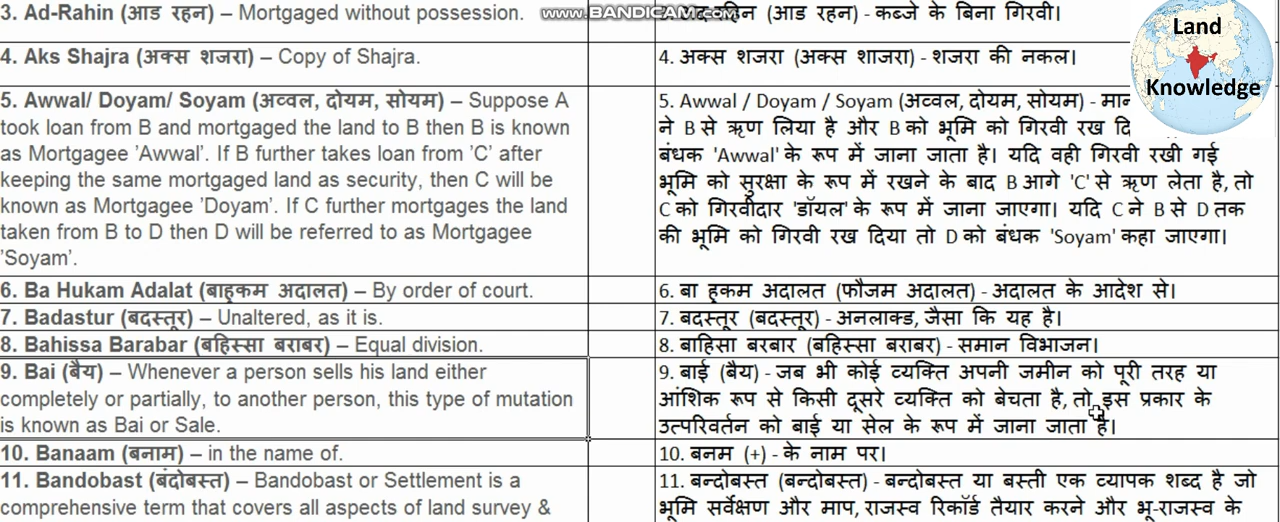 www.BANDICAM.com
Land
Knowledge
3. Ad-Rahin (आड रहन) – Mortgaged without possession.
4. Aks Shajra (अक्स शजरा) – Copy of Shajra.
5. Awwal/ Doyam/ Soyam (अव्वल, दोयम, सोयम) – Suppose A
took loan from B and mortgaged the land to B then B is known
as Mortgagee 'Awwal'. If B further takes loan from 'C' after
keeping the same mortgaged land as security, then C will be
known as Mortgagee 'Doyam'. If C further mortgages the land
taken from B to D then D will be referred to as Mortgagee
'Soyam'.
6. Ba Hukam Adalat (बाहुकम अदालत) – By order of court.
7. Badastur (बदस्तूर) – Unaltered, as it is.
8. Bahissa Barabar (बहिस्सा बराबर) – Equal division.
9. Bai (बैय) – Whenever a person sells his land either
completely or partially, to another person, this type of mutation
is known as Bai or Sale.
10. Banaam (बनाम) – in the name of.
11. Bandobast (बंदोबस्त) – Bandobast or Settlement is a
comprehensive term that covers all aspects of land survey &
(आड रहन) - कब्जे के बिना गिरवी।
4. अक्स शजरा (अक्स शाजरा) - शजरा की नकल।
5. Awwal / Doyam / Soyam (अव्वल, दोयम, सोयम) -
ने B से ऋण लिया है और B को भूमि को गिरवी रख
बंधक 'Awwal' के रूप में जाना जाता है। यदि वही गिरवी रखी गई
भूमि को सुरक्षा के रूप में रखने के बाद B आगे 'C' से ऋण लेता है, तो
C को गिरवीदार 'डॉयल' के रूप में जाना जाएगा। यदि C ने B से D तक
की भूमि को गिरवी रख दिया तो D को बंधक 'Soyam' कहा जाएगा।
6. बा हुकम अदालत (फौजम अदालत) - अदालत के आदेश से।
7. बदस्तूर (बदस्तूर) - अनलाक्ड, जैसा कि यह है।
8. बाहिसा बरबार (बहिस्सा बराबर) - समान विभाजन।
9. बाई (बैय) - जब भी कोई व्यक्ति अपनी जमीन को पूरी तरह या
आंशिक रूप से किसी दूसरे व्यक्ति को बेचता है, तो इस प्रकार के
उत्परिवर्तन को बाई या सेल के रूप में जाना जाता है।
10. बनम (+) - के नाम पर।
11. बन्दोबस्त (बन्दोबस्त) - बन्दोबस्त या बस्ती एक व्यापक शब्द है जो
भूमि सर्वेक्षण और माप, राजस्व रिकॉर्ड तैयार करने और भू-राजस्व के